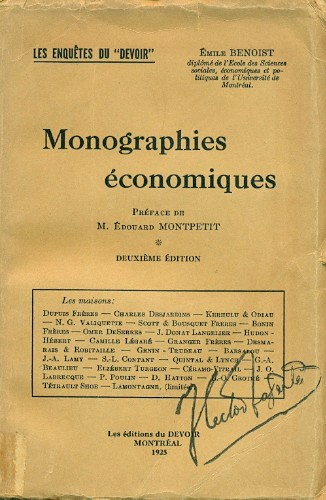 LES ENQUÊTES DU "DEVOIR"
ÉMILE BENOIST
diplômé de l'Ecole des Sciences
sociales, économiques et po-
litiques de l'Université de
Montréal.
Monographies
économiques
PRÉFACE DE
M. ÉDOUARD MONTPETIT
*
DEUXIÈME ÉDITION
Les maisons:
DUPUIS FRÈRES — CHARLES DESJARDINS — KERHULU & ODIAU
— N. G. VALIQUETTE — SCOTT & BOUSQUET FRÈRES — BONIN
FRÈRES — OMER DESERRES — J. DONAT LANGELIER — HUDON-
HÉBERT — CAMILLE LÉGARÉ — GRANGER FRÈRES — DESMA-
RAIS & ROBITAILLE — GENIN - TRUDEAU — BARSALOU —
J.-A. LAMY — S.-L. CONTANT — QUINTAL & LYNCH — G.-A.
BEAULIEU — ELZÉBERT TURGEON — CÉRAMO-VITRAIL — J. O.
LABRECQUE — P. POULIN — D. HATTON —
TÉTRAULT SHOE — LAMONTAGNE, (limitée)
Hector
Les éditions du DEVOIR
MONTRÉAL
1925